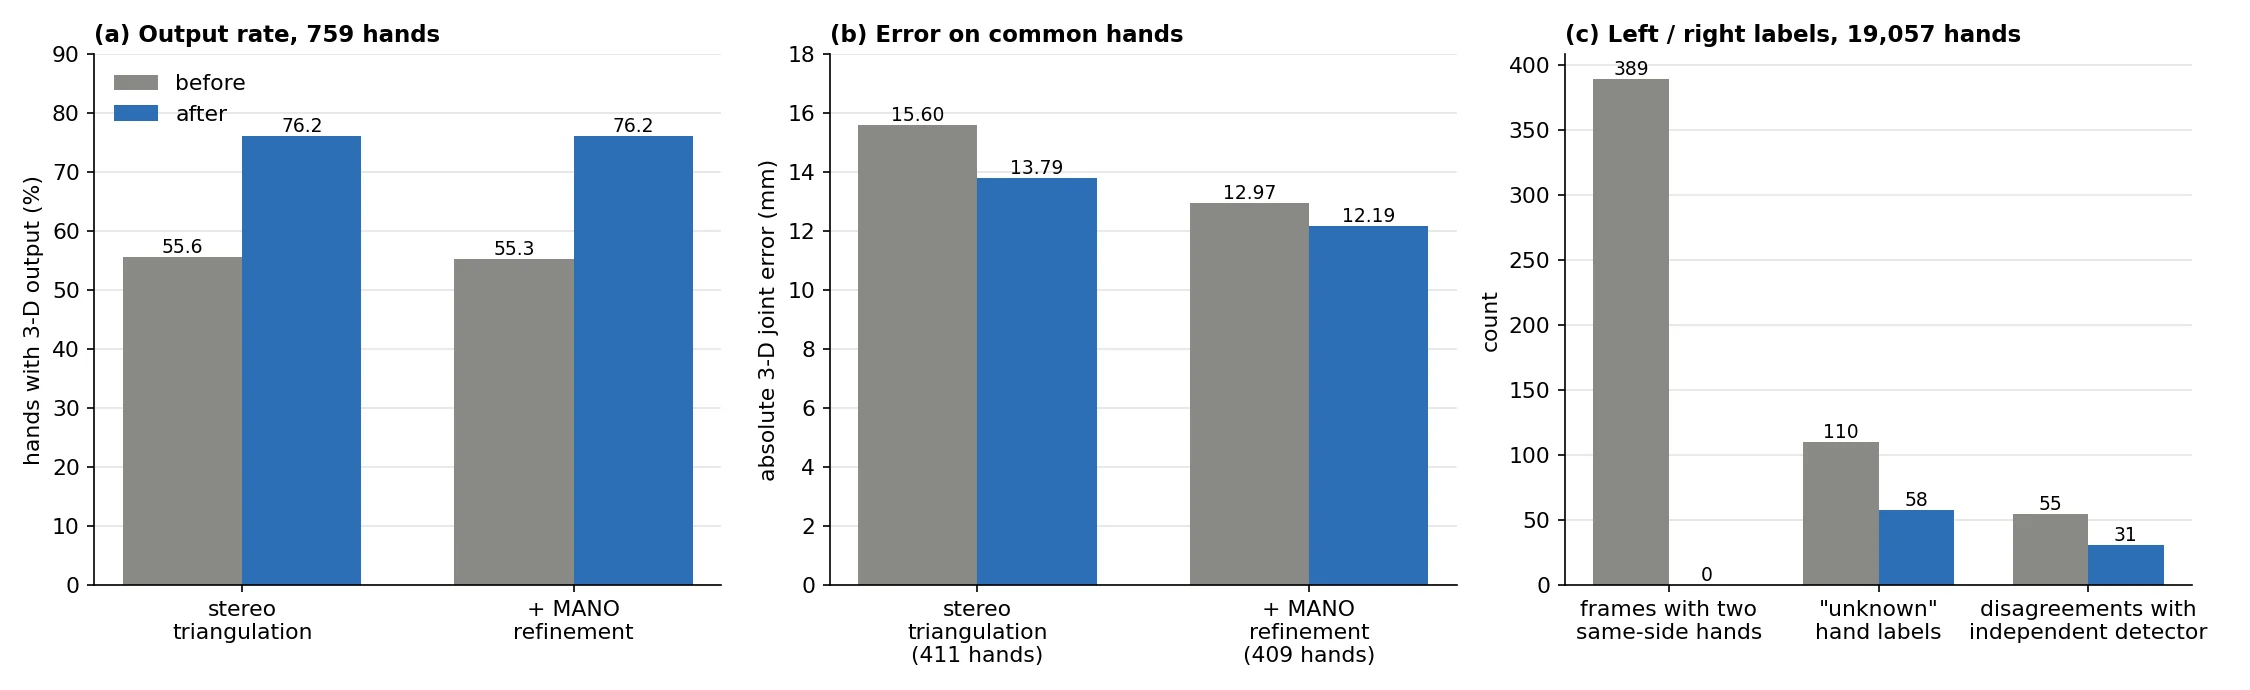 (a) Output rate, 759 hands
hands with 3-D output (%)
90
80
70
60
50
40
30
20
10
0
before
after
55.6
76.2
55.3
76.2
stereo
triangulation
+ MANO
refinement
(b) Error on common hands
absolute 3-D joint error (mm)
18
16
14
12
10
8
6
4
2
0
15.60
13.79
12.97
12.19
stereo
triangulation
(411 hands)
+ MANO
refinement
(409 hands)
(c) Left / right labels, 19,057 hands
count
400
350
300
250
200
150
100
50
0
389
0
110
58
55
31
frames with two
same-side hands
"unknown"
hand labels
disagreements with
independent detector